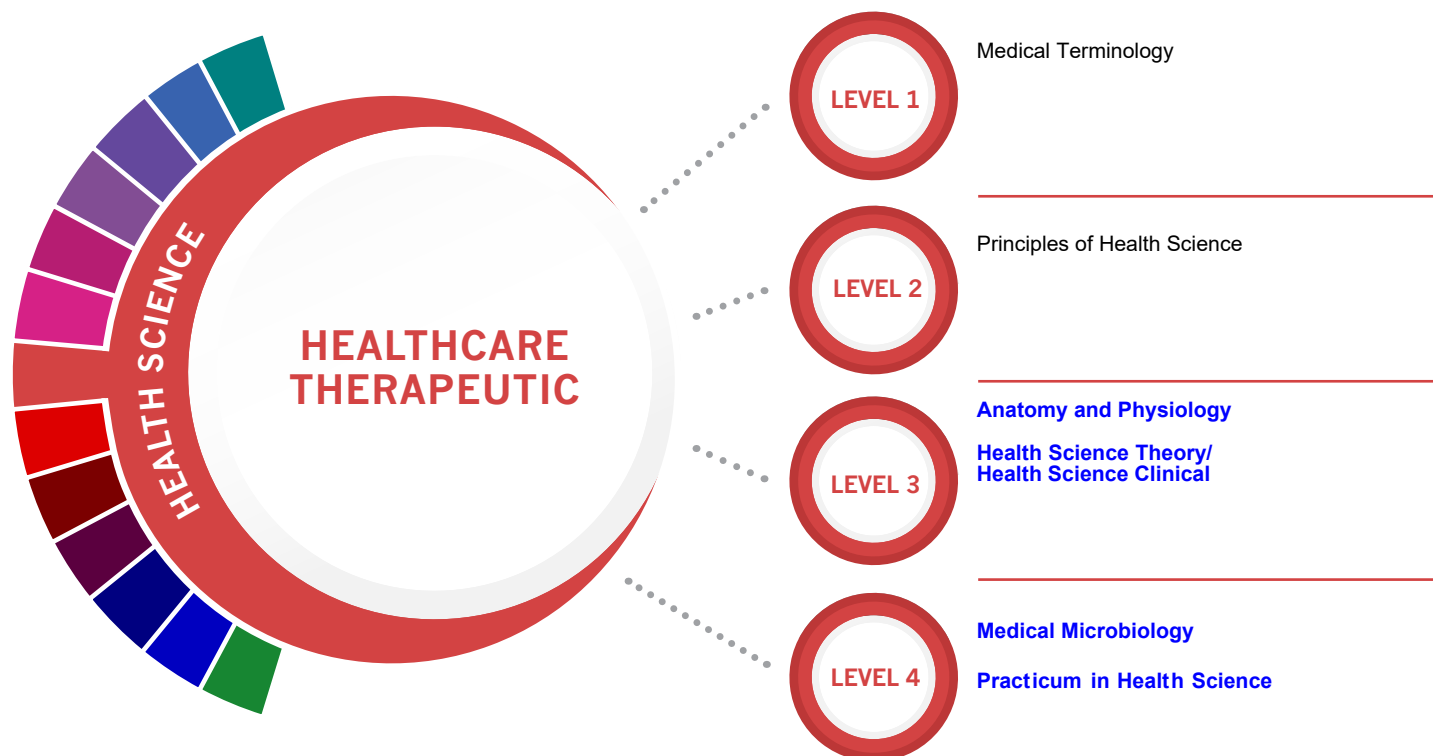 HEALTH SCIENCE
HEALTHCARE
THERAPEUTIC
LEVEL 1
Medical Terminology
LEVEL 2
Principles of Health Science
LEVEL 3
Anatomy and Physiology
Health Science Theory/
Health Science Clinical
LEVEL 4
Medical Microbiology
Practicum in Health Science